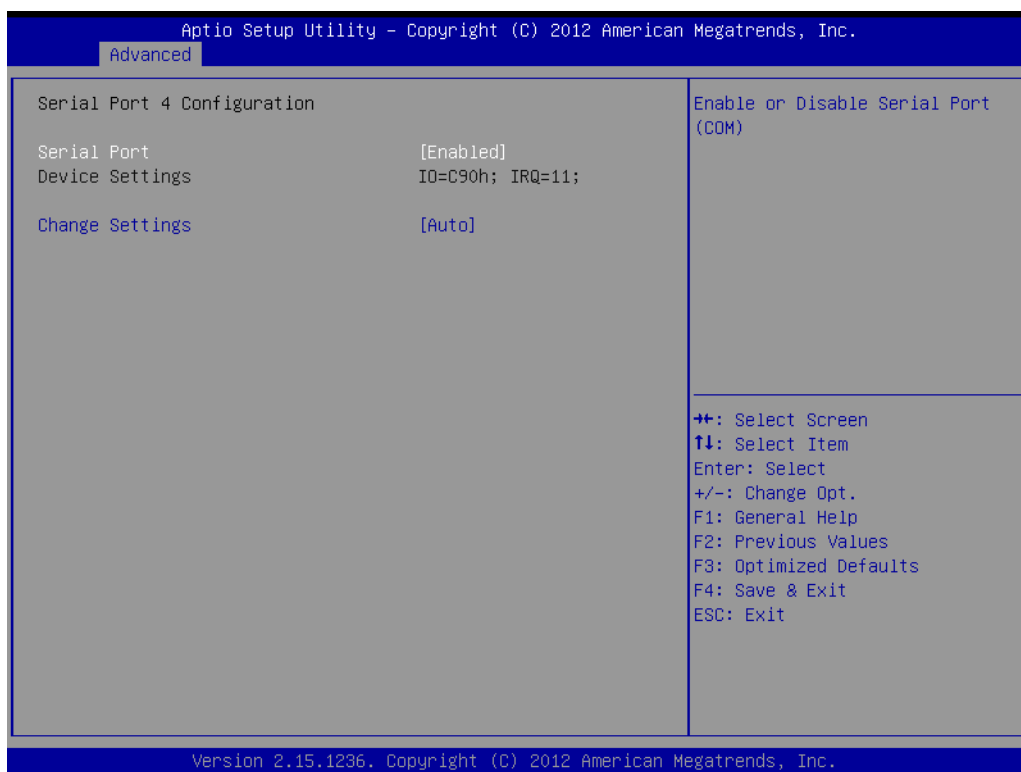 Aptio Setup Utility – Copyright (C) 2012 American Megatrends, Inc.
Advanced
Serial Port 4 Configuration
Serial Port [Enabled]
Device Settings IO=C90h; IRQ=11;
Change Settings [Auto]
Enable or Disable Serial Port
(COM)
→←: Select Screen
↑↓: Select Item
Enter: Select
+/-: Change Opt.
F1: General Help
F2: Previous Values
F3: Optimized Defaults
F4: Save & Exit
ESC: Exit
Version 2.15.1236. Copyright (C) 2012 American Megatrends, Inc.